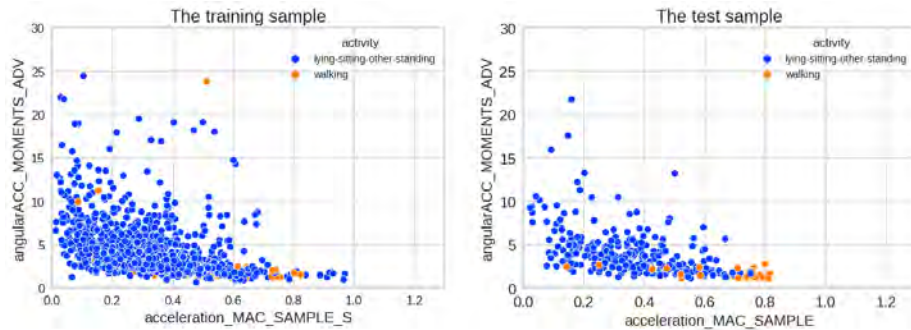 The training sample
30
25
20
15
10
5
0
angularACC_MOMENTS_ADV
activity
lying-sitting-other-standing
walking
0.0 0.2 0.4 0.6 0.8 1.0 1.2
acceleration_MAC_SAMPLE_S
The test sample
30
25
20
15
10
5
0
angularACC_MOMENTS_ADV
activity
lying-sitting-other-standing
walking
0.0 0.2 0.4 0.6 0.8 1.0 1.2
acceleration_MAC_SAMPLE